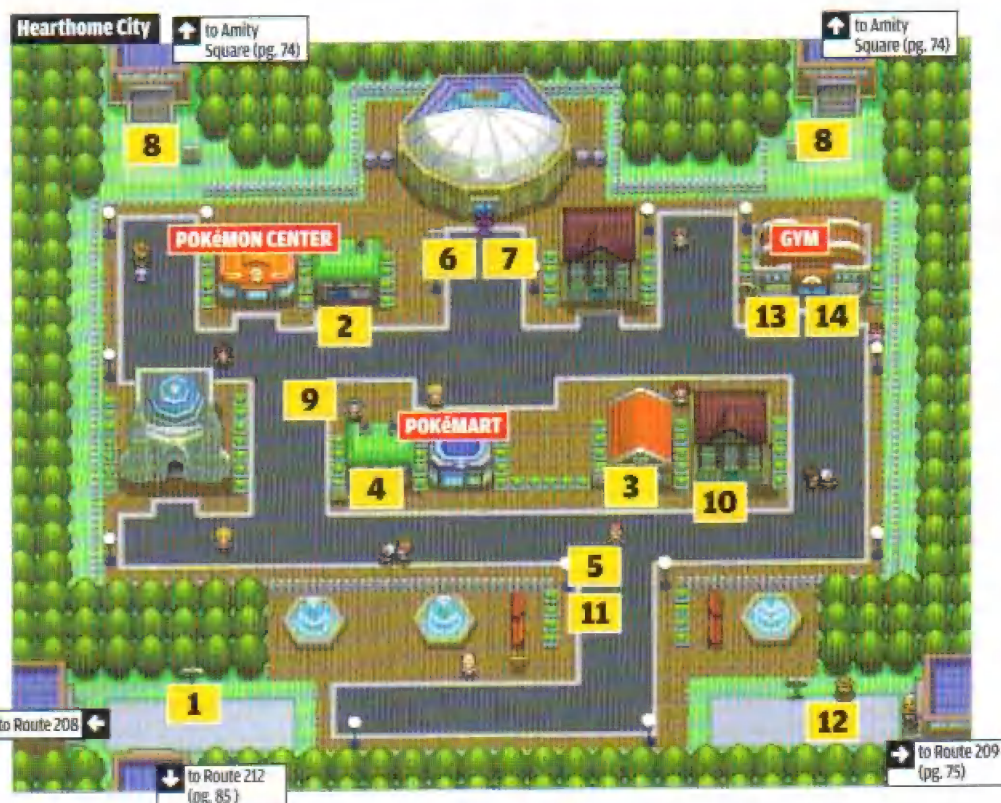 Hearthome City
to Amity
Square (pg. 74)
to Amity
Square (pg. 74)
8
8
POKéMON CENTER
GYM
6
7
2
13
14
9
POKéMART
4
3
10
5
11
1
12
to Route 208
to Route 209
(pg. 75)
to Route 212
(pg. 85)